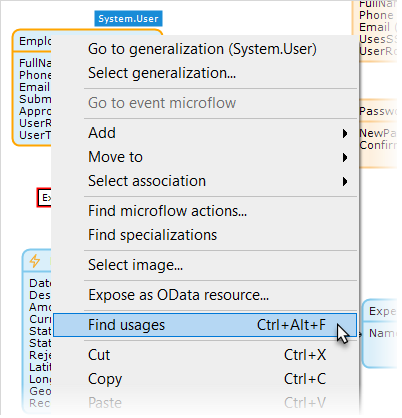 System.User
FullNam
Phone
Email (
UsesS
UserRo
Emplo
FullNa
Phone
Email
Subm
Appro
UserR
UserT
Go to generalization (System.User)
Select generalization...
Go to event microflow
Add
Move to
Select association
Find microflow actions...
Find specializations
Select image...
Expose as OData resource...
Find usages Ctrl+Alt+F
Cut Ctrl+X
Copy Ctrl+C
Paste Ctrl+V
Passwo
NewPa
Confirm
Ex
Date
Des
Amo
Curr
Stat
Stat
Reje
Latit
Long
Geo
Rec
Expe
Name